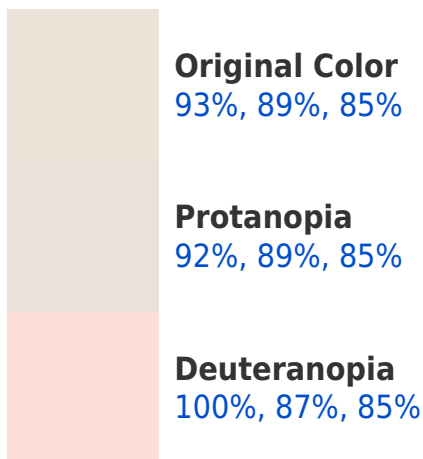 Original Color
93%, 89%, 85%
Protanopia
92%, 89%, 85%
Deuteranopia
100%, 87%, 85%